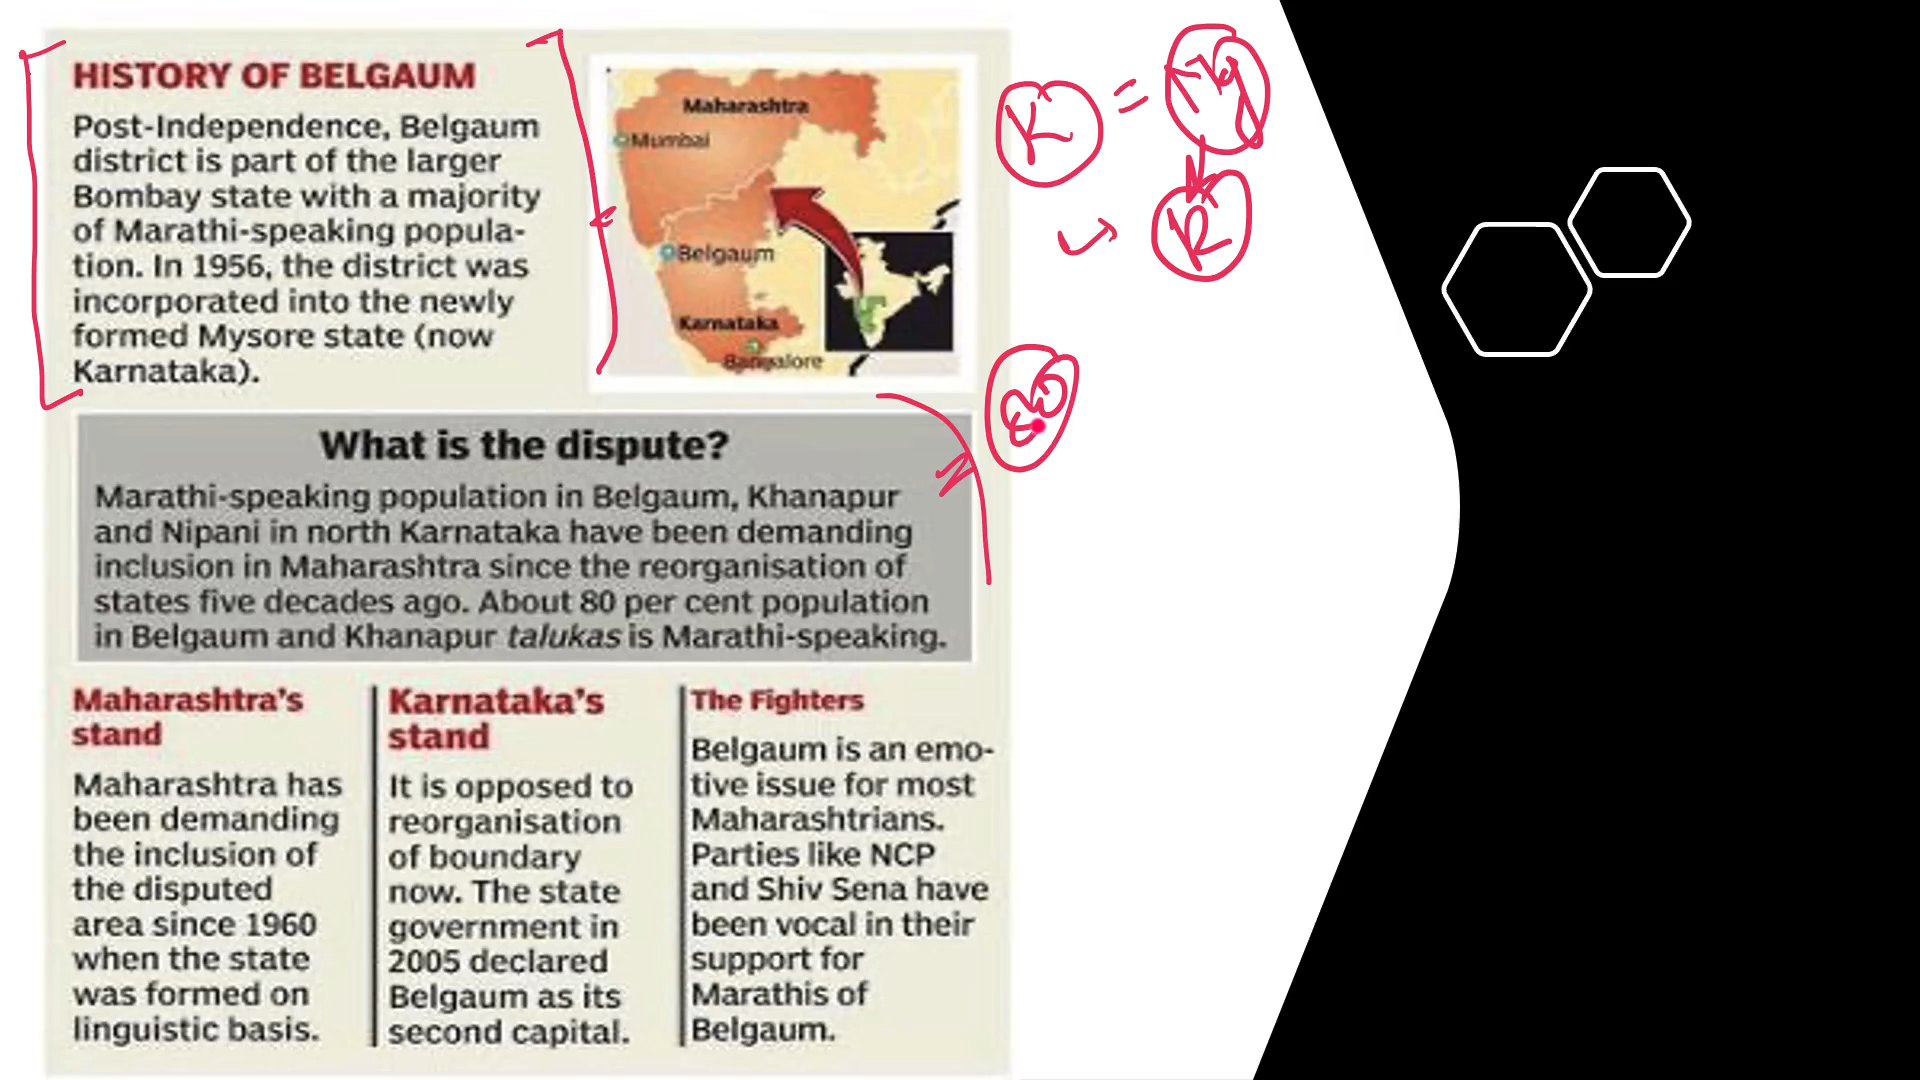 HISTORY OF BELGAUM
Post-Independence, Belgaum
district is part of the larger
Bombay state with a majority
of Marathi-speaking popula-
tion. In 1956, the district was
incorporated into the newly
formed Mysore state (now
Karnataka).
Maharashtra
Mumbai
Belgaum
Karnataka
Bangalore
K =
K
What is the dispute?
Marathi-speaking population in Belgaum, Khanapur
and Nipani in north Karnataka have been demanding
inclusion in Maharashtra since the reorganisation of
states five decades ago. About 80 per cent population
in Belgaum and Khanapur talukas is Marathi-speaking.
Maharashtra's
stand
Maharashtra has
been demanding
the inclusion of
the disputed
area since 1960
when the state
was formed on
linguistic basis.
Karnataka's
stand
It is opposed to
reorganisation
of boundary
now. The state
government in
2005 declared
Belgaum as its
second capital.
The Fighters
Belgaum is an emo-
tive issue for most
Maharashtrians.
Parties like NCP
and Shiv Sena have
been vocal in their
support for
Marathis of
Belgaum.